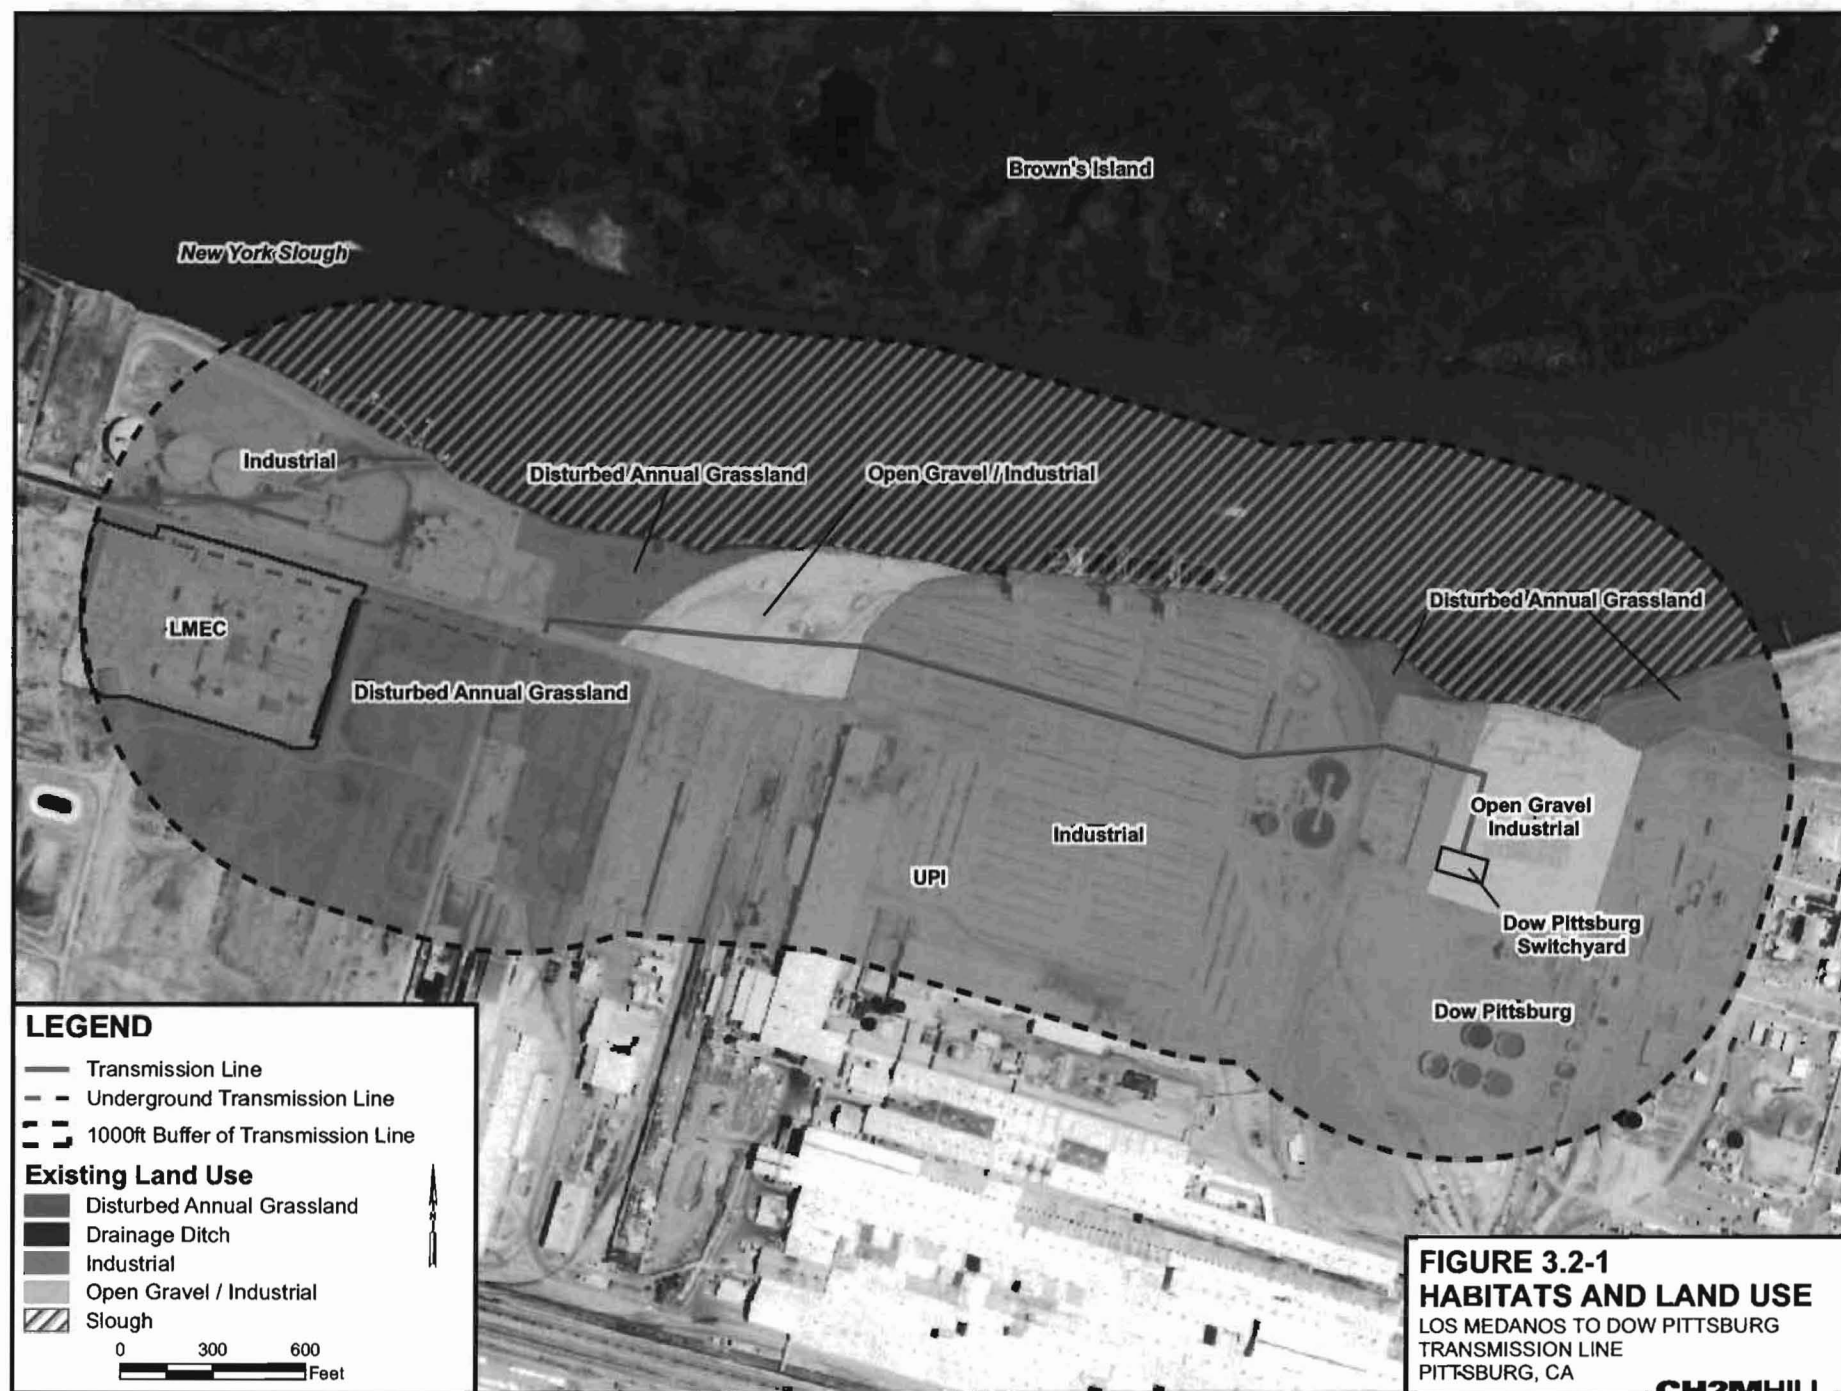 Brown's Island
New York Slough
Industrial
Disturbed Annual Grassland
Open Gravel / Industrial
Disturbed Annual Grassland
LMEC
Disturbed Annual Grassland
Open Gravel
Industrial
Industrial
UPI
Dow Pittsburg
Switchyard
Dow Pittsburg
LEGEND
Transmission Line
Underground Transmission Line
1000ft Buffer of Transmission Line
Existing Land Use
Disturbed Annual Grassland
Drainage Ditch
Industrial
Open Gravel / Industrial
Slough
N
0 300 600
Feet
FIGURE 3.2-1
HABITATS AND LAND USE
LOS MEDANOS TO DOW PITTSBURG
TRANSMISSION LINE
PITTSBURG, CA
CH2MHILL